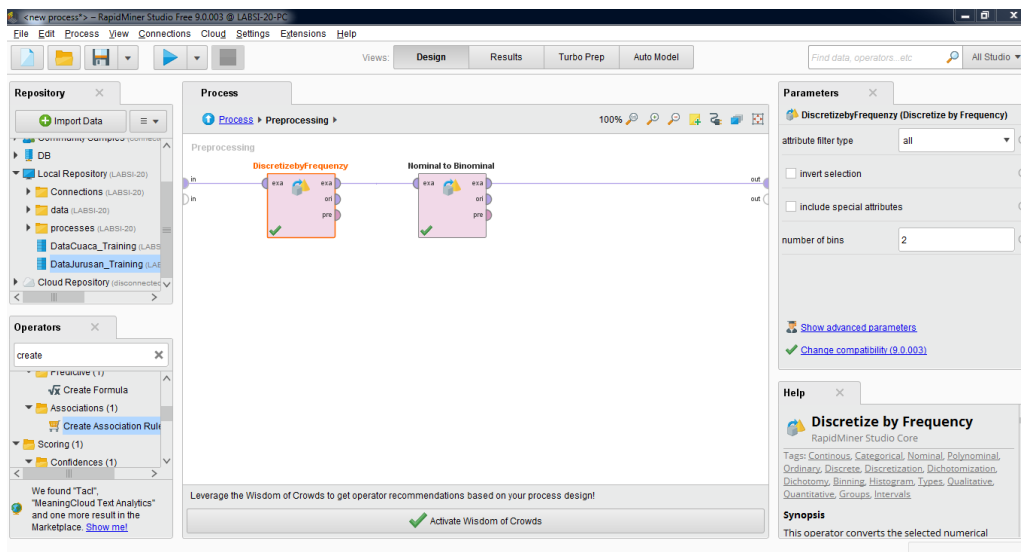 <new process*> – RapidMiner Studio Free 9.0.003 @ LABSI-20-PC
File Edit Process View Connections Cloud Settings Extensions Help
Views: Design Results Turbo Prep Auto Model
Find data, operators...etc
All Studio
Repository
Import Data
Community Samples (connect
DB
Local Repository (LABSI-20)
Connections (LABSI-20)
data (LABSI-20)
processes (LABSI-20)
DataCuaca_Training (LABS
DataJurusan_Training (LAB
Cloud Repository (disconnected
Operators
create
Predictive (1)
Create Formula
Associations (1)
Create Association Rule
Scoring (1)
Confidences (1)
We found "Tacl",
"MeaningCloud Text Analytics"
and one more result in the
Marketplace. Show me!
Process
Process Preprocessing
100%
Preprocessing
in
in
DiscretizebyFrequenzy
exa exa
ori
pre
Nominal to Binominal
exa exa
ori
pre
out
out
Leverage the Wisdom of Crowds to get operator recommendations based on your process design!
Activate Wisdom of Crowds
Parameters
DiscretizebyFrequenzy (Discretize by Frequency)
attribute filter type all
invert selection
include special attributes
number of bins 2
Show advanced parameters
Change compatibility (9.0.003)
Help
Discretize by Frequency
RapidMiner Studio Core
Tags: Continous, Categorical, Nominal, Polynominal,
Ordinary, Discrete, Discretization, Dichotomization,
Dichotomy, Binning, Histogram, Types, Qualitative,
Quantitative, Groups, Intervals
Synopsis
This operator converts the selected numerical